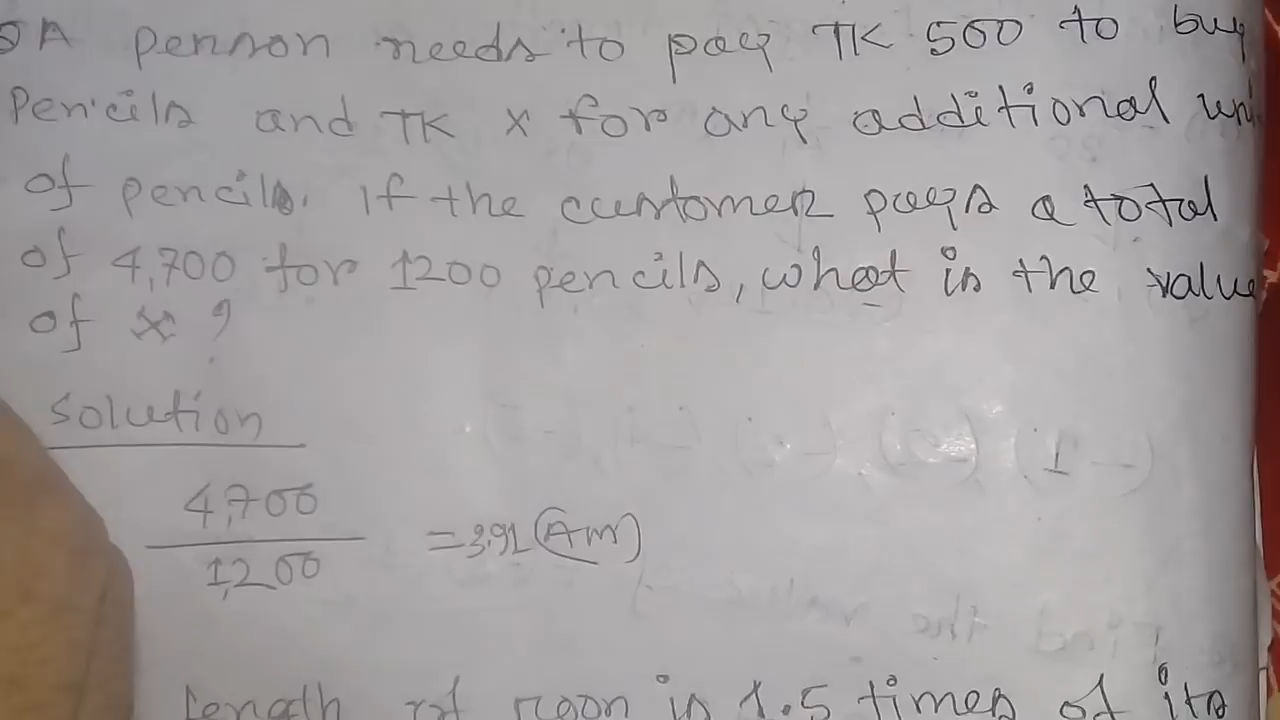 A person needs to pay TK 500 to buy
Pencils and TK x for any additional
of pencils. If the customer pays a total
of 4,700 for 1200 pencils, what is the value
of x ?
Solution
4,700
1,200
= 3.91 (Ans)
Length of room is 1.5 times of its